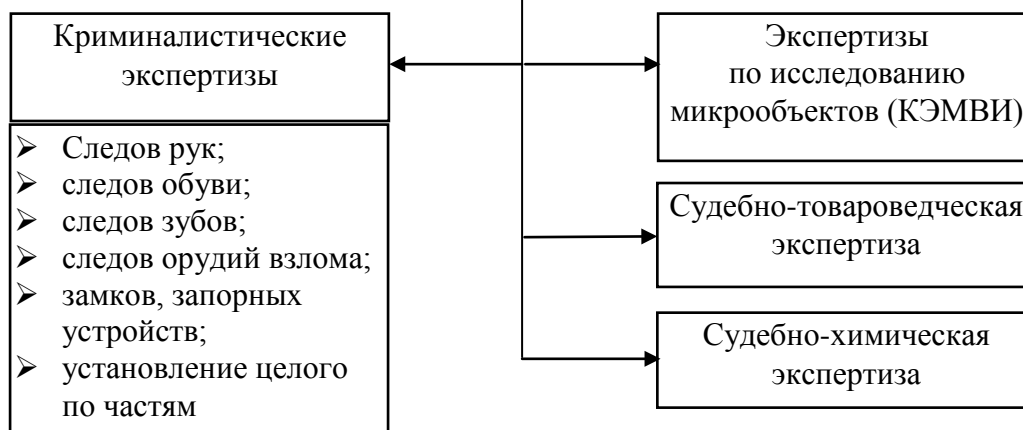 Криминалистические
экспертизы
➢ Следов рук;
➢ следов обуви;
➢ следов зубов;
➢ следов орудий взлома;
➢ замков, запорных
устройств;
➢ установление целого
по частям
Экспертизы
по исследованию
микрообъектов (КЭМВИ)
Судебно-товароведческая
экспертиза
Судебно-химическая
экспертиза